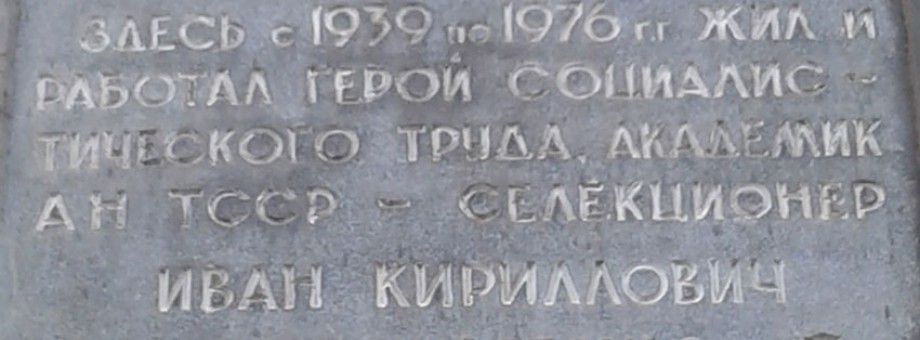 ЗДЕСЬ с 1939 по 1976 г.г ЖИЛ И
РАБОТАЛ ГЕРОЙ СОЦИАЛИС-
ТИЧЕСКОГО ТРУДА, АКАДЕМИК
АН ТССР - СЕЛЕКЦИОНЕР
ИВАН КИРИЛЛОВИЧ